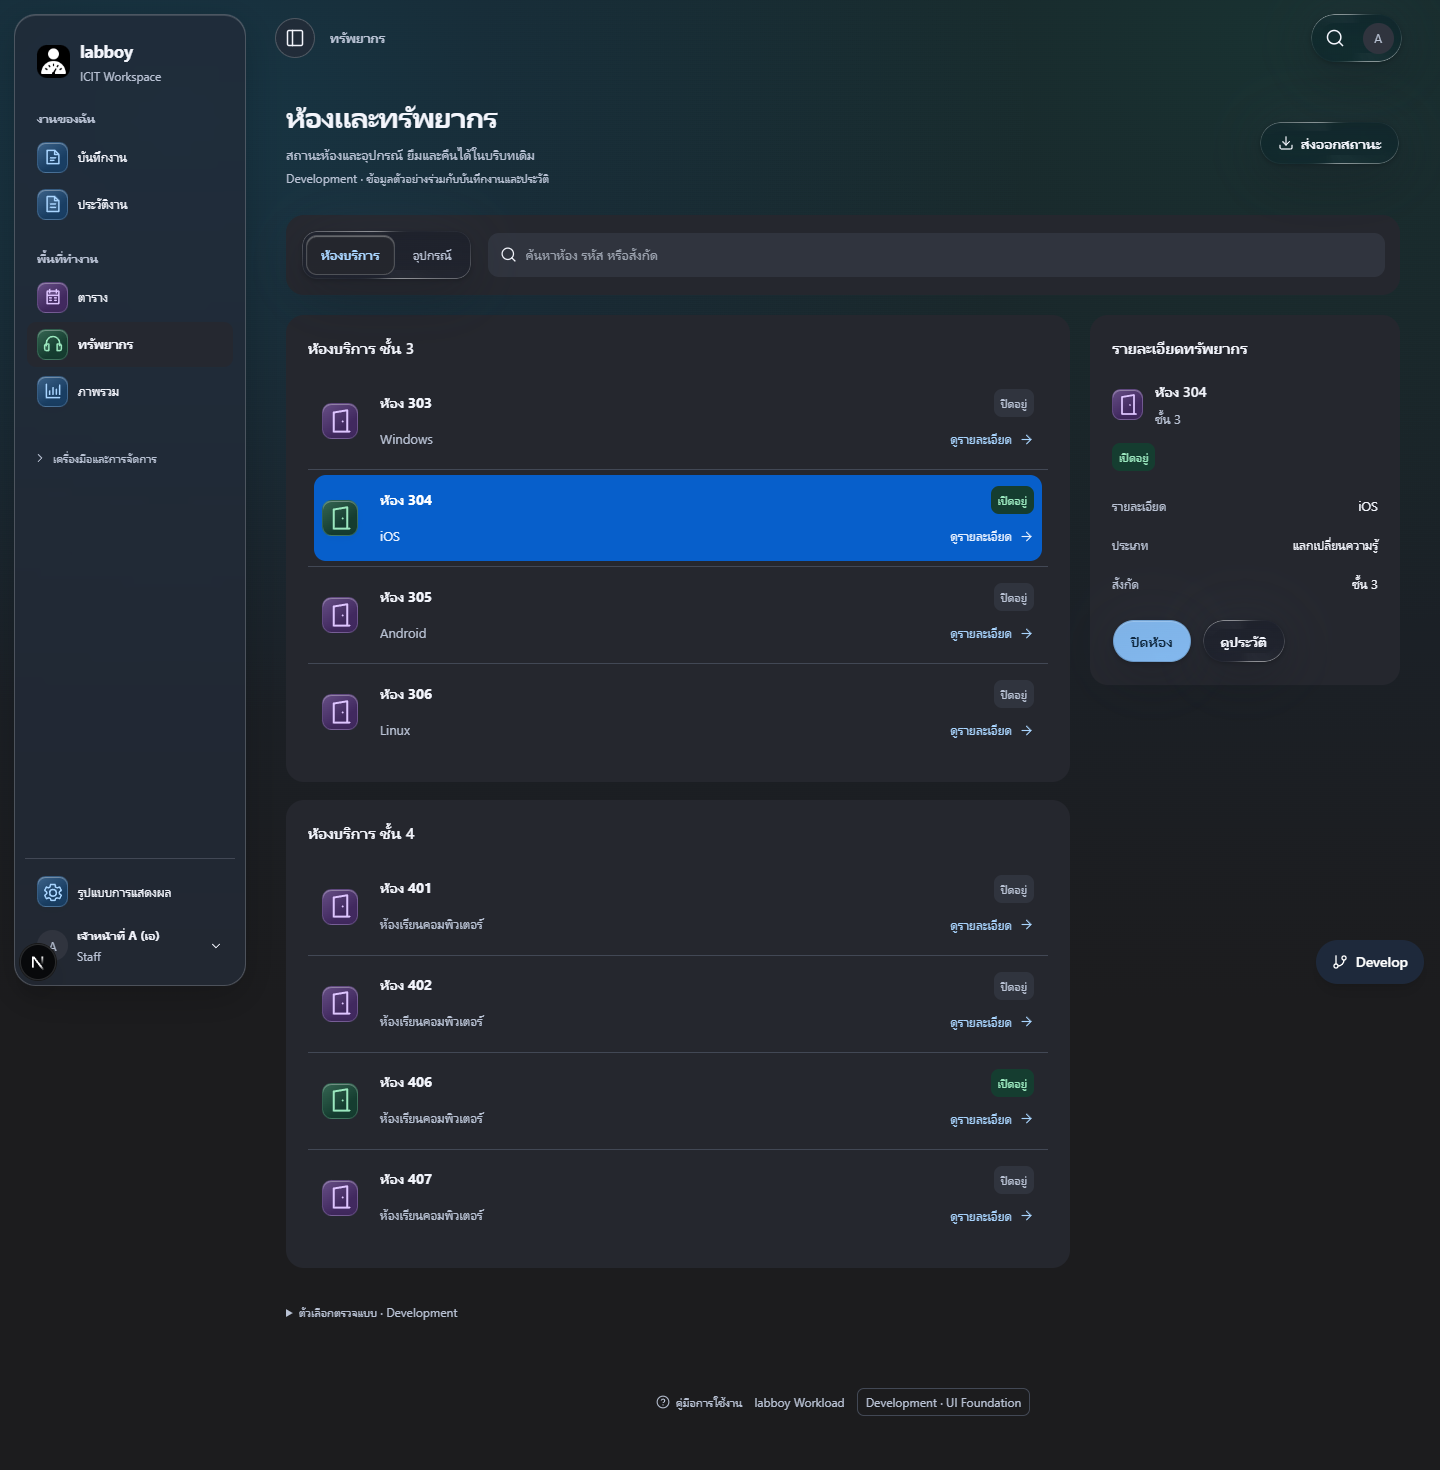 labboy
ICIT Workspace
งานของฉัน
บันทึกงาน
ประวัติงาน
พื้นที่ทำงาน
ตาราง
ทรัพยากร
ภาพรวม
เครื่องมือและการจัดการ
รูปแบบการแสดงผล
A
เจ้าหน้าที่ A (เอ)
Staff
N
ทรัพยากร
A
ห้องและทรัพยากร
สถานะห้องและอุปกรณ์ ยืมและคืนได้ในบริบทเดิม
Development · ข้อมูลตัวอย่างร่วมกับบันทึกงานและประวัติ
ส่งออกสถานะ
ห้องบริการ
อุปกรณ์
ค้นหาห้อง รหัส หรือสังกัด
ห้องบริการ ชั้น 3
ห้อง 303
ปิดอยู่
Windows
ดูรายละเอียด
ห้อง 304
เปิดอยู่
iOS
ดูรายละเอียด
ห้อง 305
ปิดอยู่
Android
ดูรายละเอียด
ห้อง 306
ปิดอยู่
Linux
ดูรายละเอียด
ห้องบริการ ชั้น 4
ห้อง 401
ปิดอยู่
ห้องเรียนคอมพิวเตอร์
ดูรายละเอียด
ห้อง 402
ปิดอยู่
ห้องเรียนคอมพิวเตอร์
ดูรายละเอียด
ห้อง 406
เปิดอยู่
ห้องเรียนคอมพิวเตอร์
ดูรายละเอียด
ห้อง 407
ปิดอยู่
ห้องเรียนคอมพิวเตอร์
ดูรายละเอียด
รายละเอียดทรัพยากร
ห้อง 304
ชั้น 3
เปิดอยู่
รายละเอียด
iOS
ประเภท
แลกเปลี่ยนความรู้
สังกัด
ชั้น 3
ปิดห้อง
ดูประวัติ
Develop
ตัวเลือกตรวจแบบ · Development
คู่มือการใช้งาน
labboy Workload
Development · UI Foundation